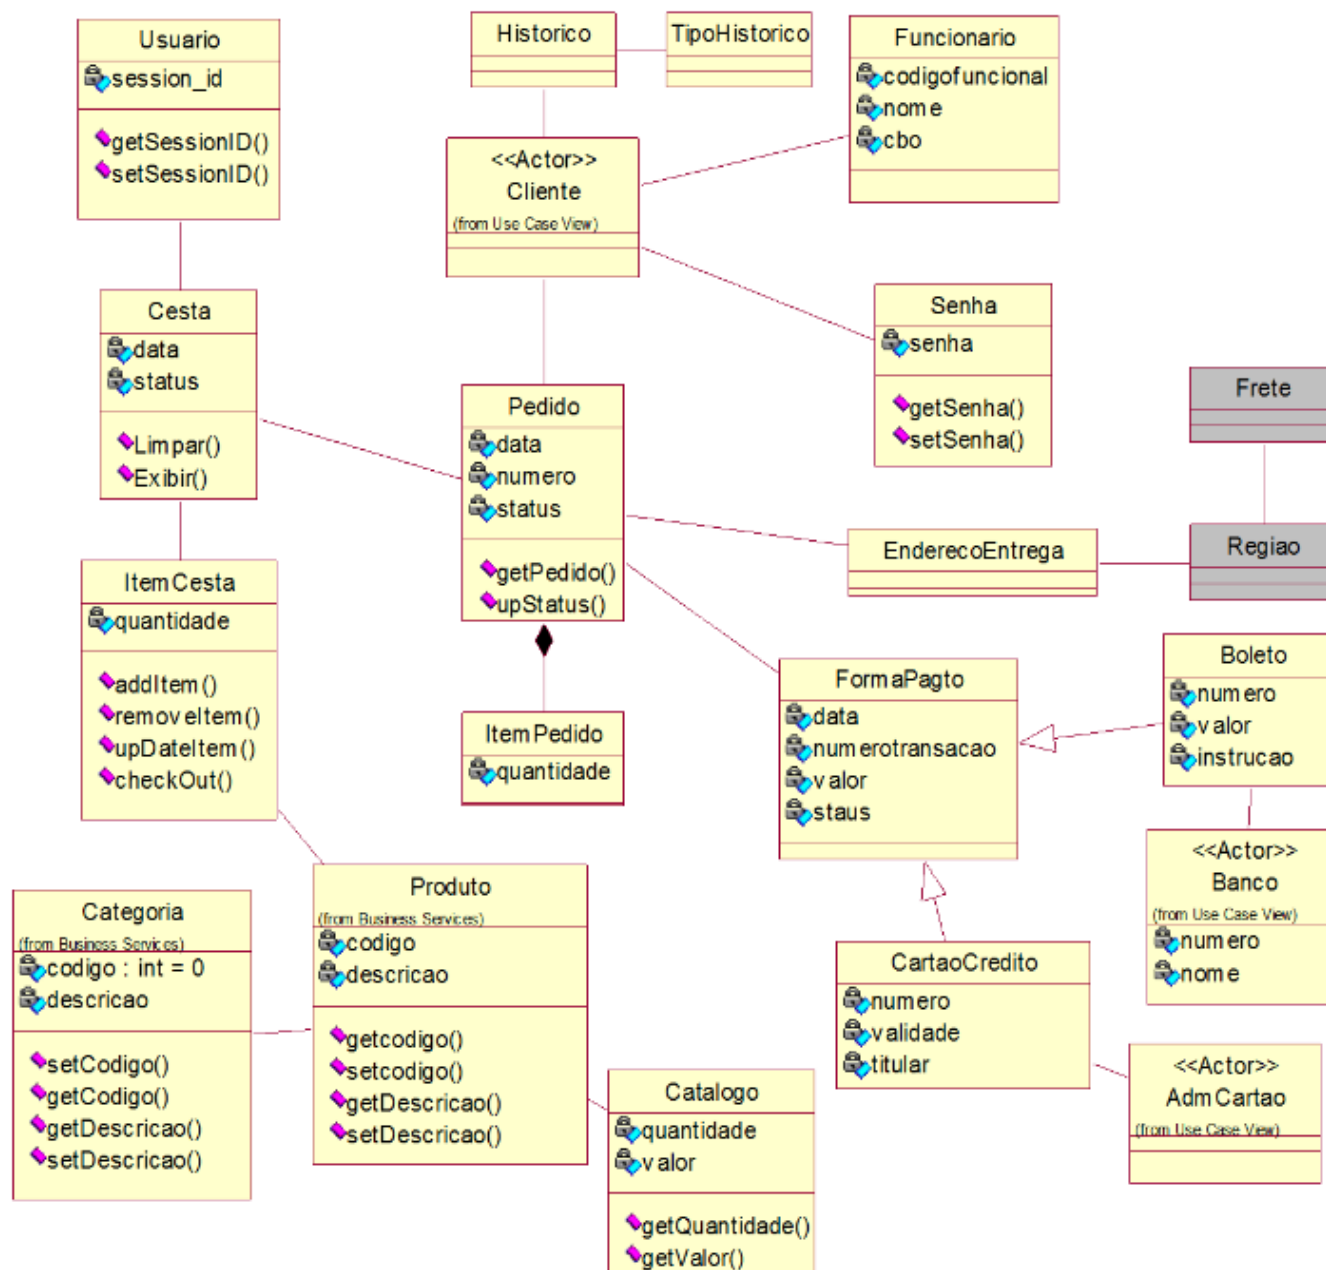 Usuario
session_id
getSessionID()
setSessionID()
Historico
TipoHistorico
Funcionario
codigofuncional
nome
cbo
<<Actor>>
Cliente
(from Use Case View)
Cesta
data
status
Limpar()
Exibir()
Pedido
data
numero
status
getPedido()
upStatus()
Senha
senha
getSenha()
setSenha()
Frete
Regiao
EnderecoEntrega
ItemCesta
quantidade
addItem()
removeItem()
upDateItem()
checkOut()
ItemPedido
quantidade
FormaPagto
data
numerotransacao
valor
staus
Boleto
numero
valor
instrucao
<<Actor>>
Banco
(from Use Case View)
numero
nome
Categoria
(from Business Services)
codigo : int = 0
descricao
setCodigo()
getCodigo()
getDescricao()
setDescricao()
Produto
(from Business Services)
codigo
descricao
getcodigo()
setcodigo()
getDescricao()
setDescricao()
CartaoCredito
numero
validade
titular
<<Actor>>
AdmCartao
(from Use Case View)
Catalogo
quantidade
valor
getQuantidade()
getValor()